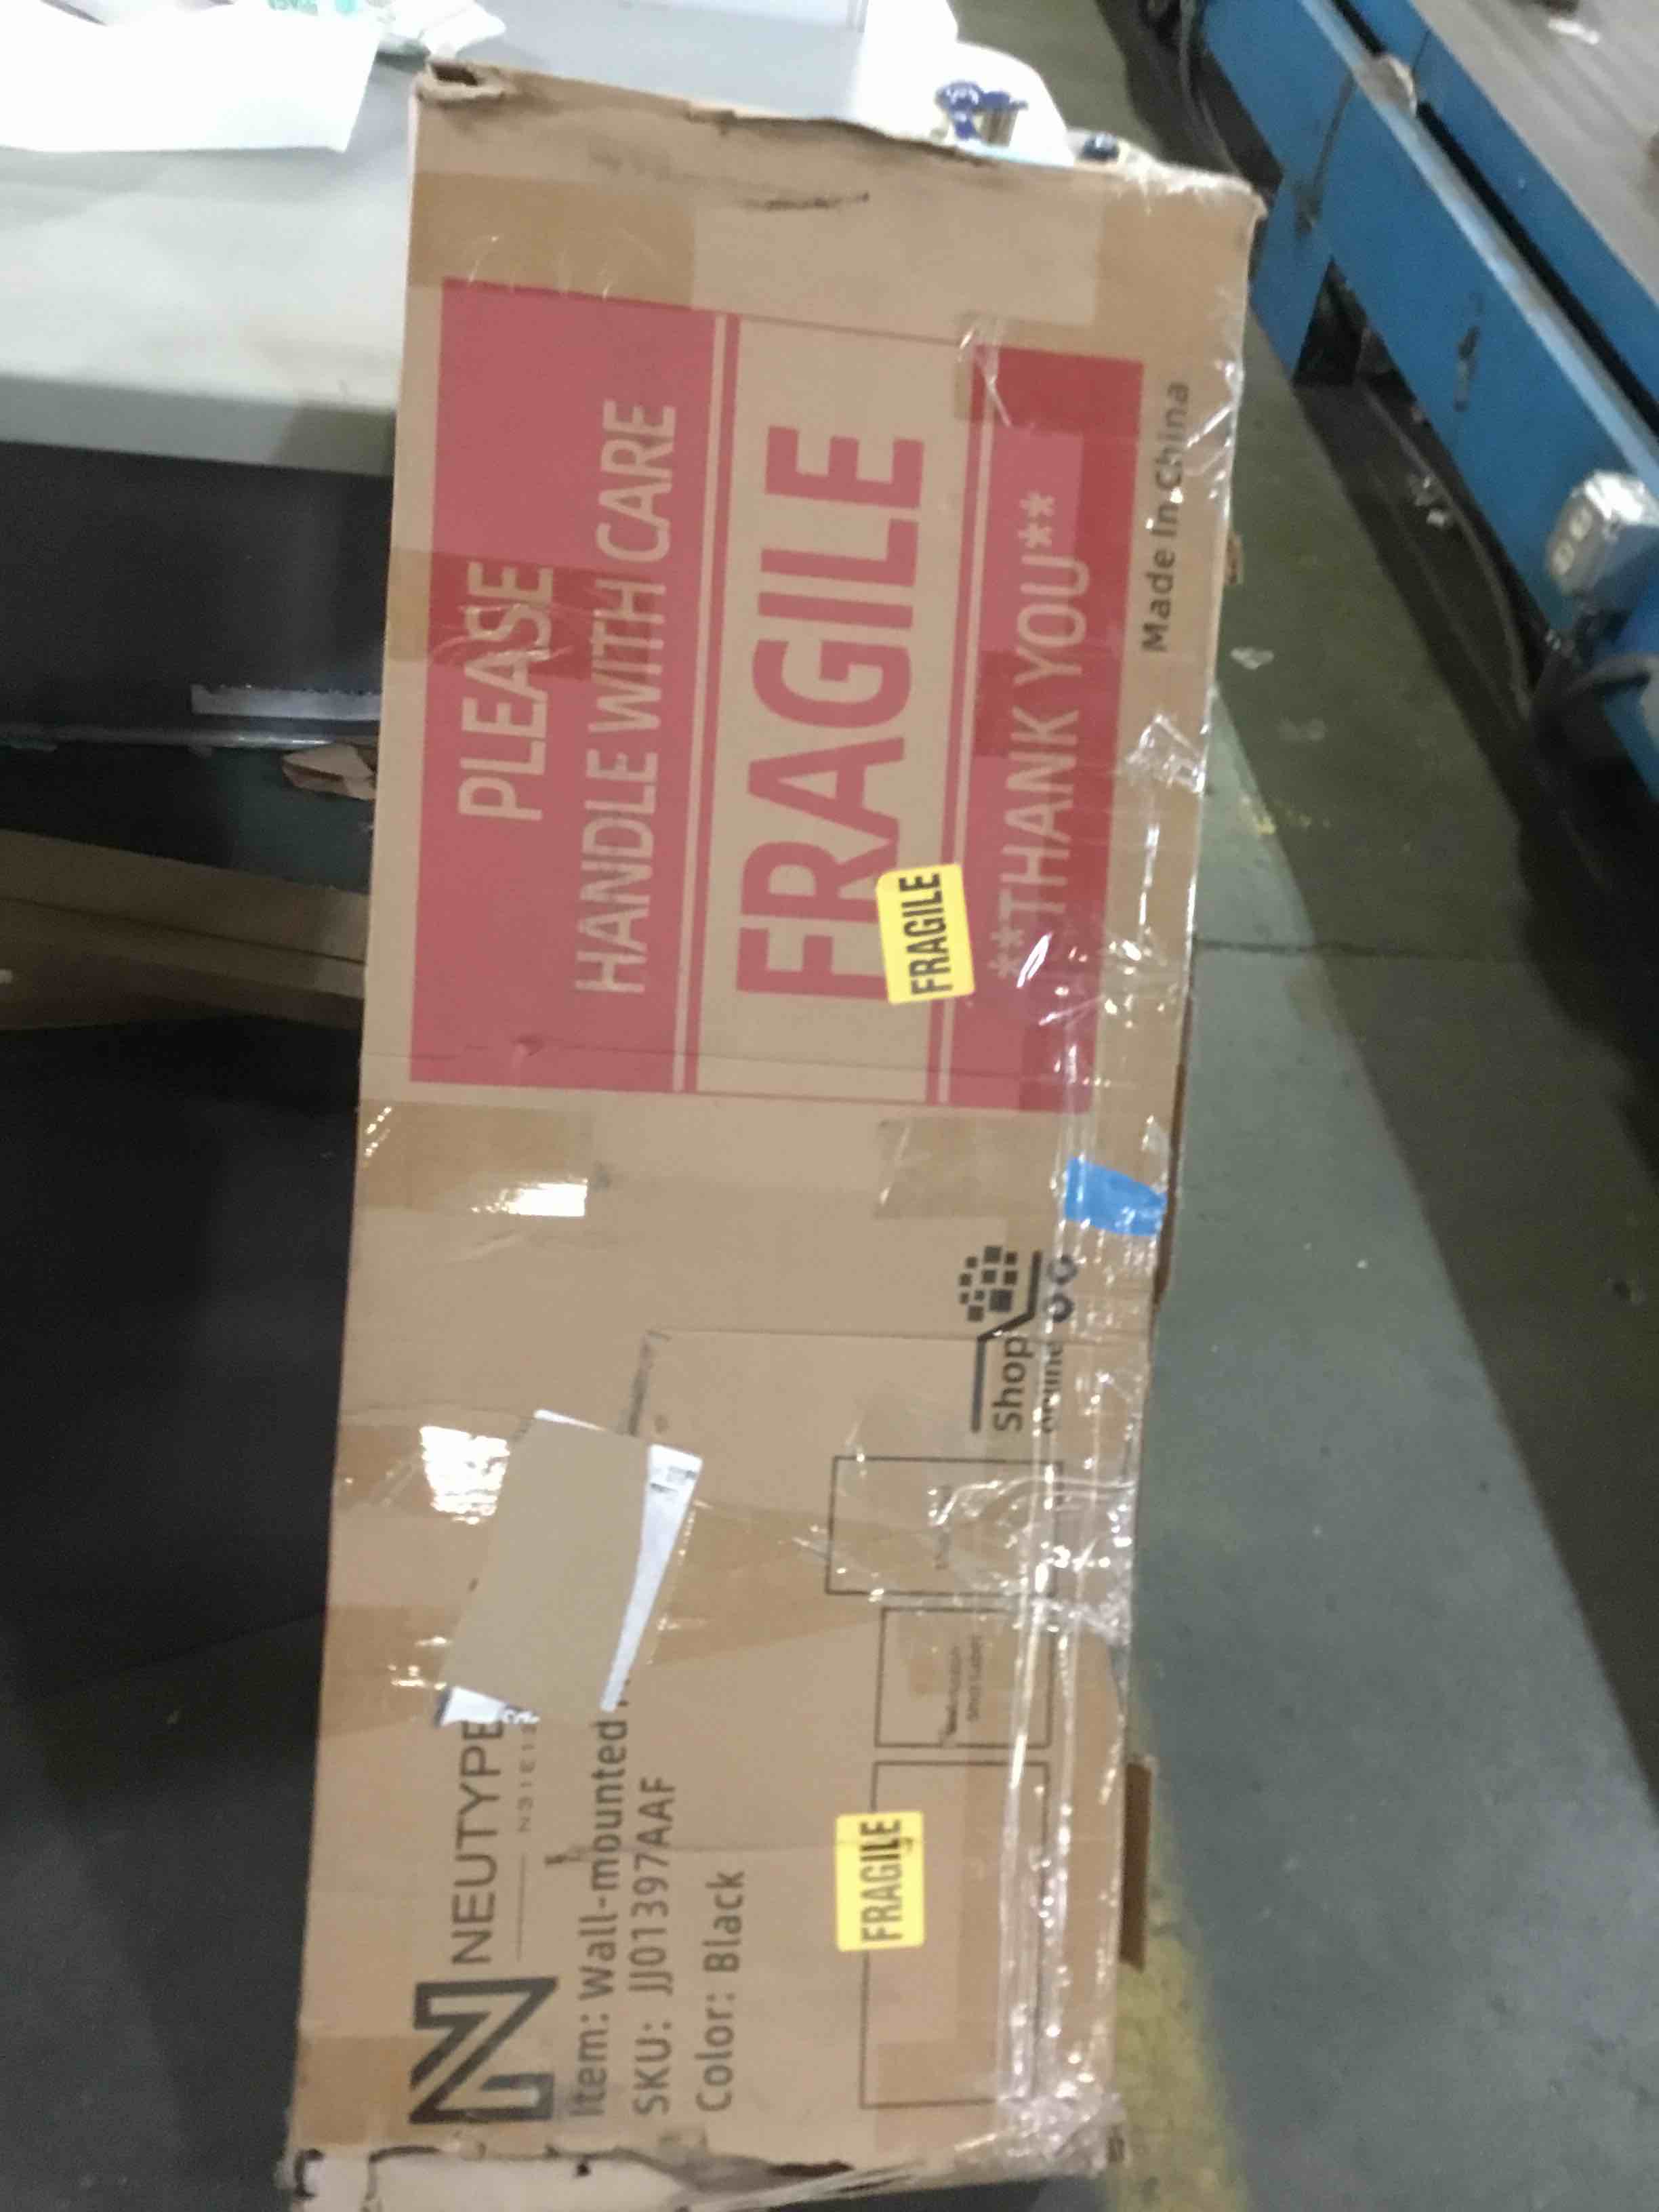 PLEASE
HANDLE WITH CARE
FRAGILE
**THANK YOU**
Made In China
FRAGILE
NEUTYPE
Item: Wall-mounted
SKU: JJ01397AAF
Color: Black
FRAGILE
Shop